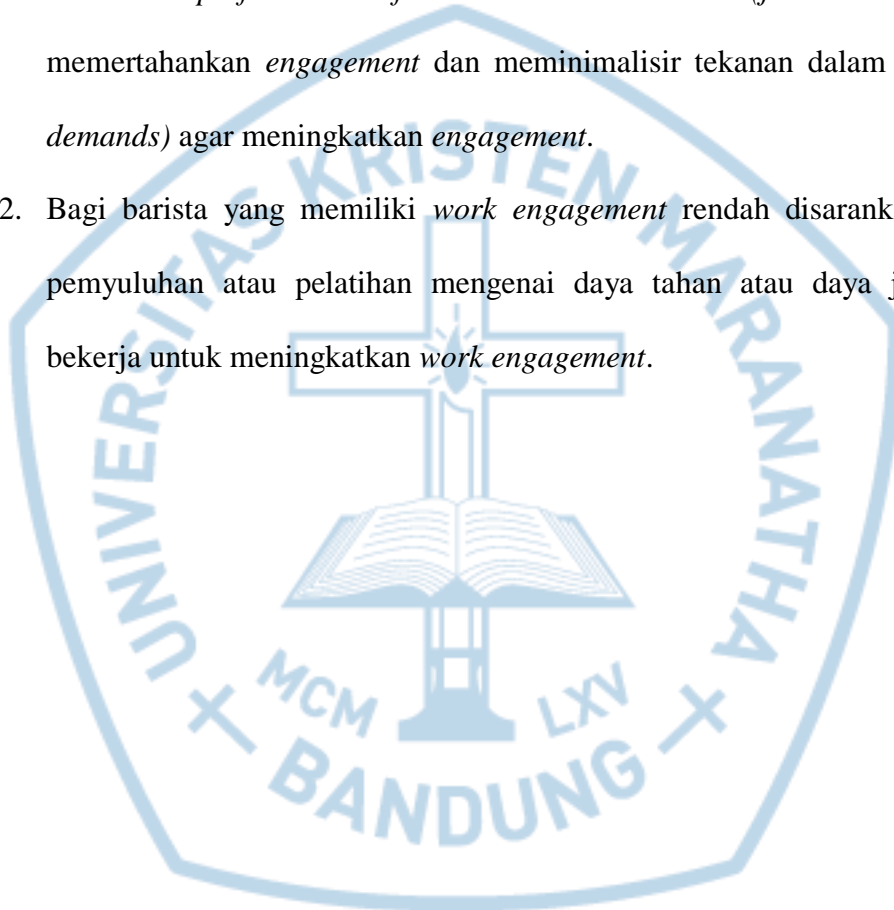 memertahankan engagement dan meminimalisir tekanan dalam
demands) agar meningkatkan engagement.
2. Bagi barista yang memiliki work engagement rendah
pemyuluhan atau pelatihan mengenai daya tahan atau daya
bekerja untuk meningkatkan work engagement.
UNIVERSITAS KRISTEN MARANATHA
MCM LXV
BANDUNG